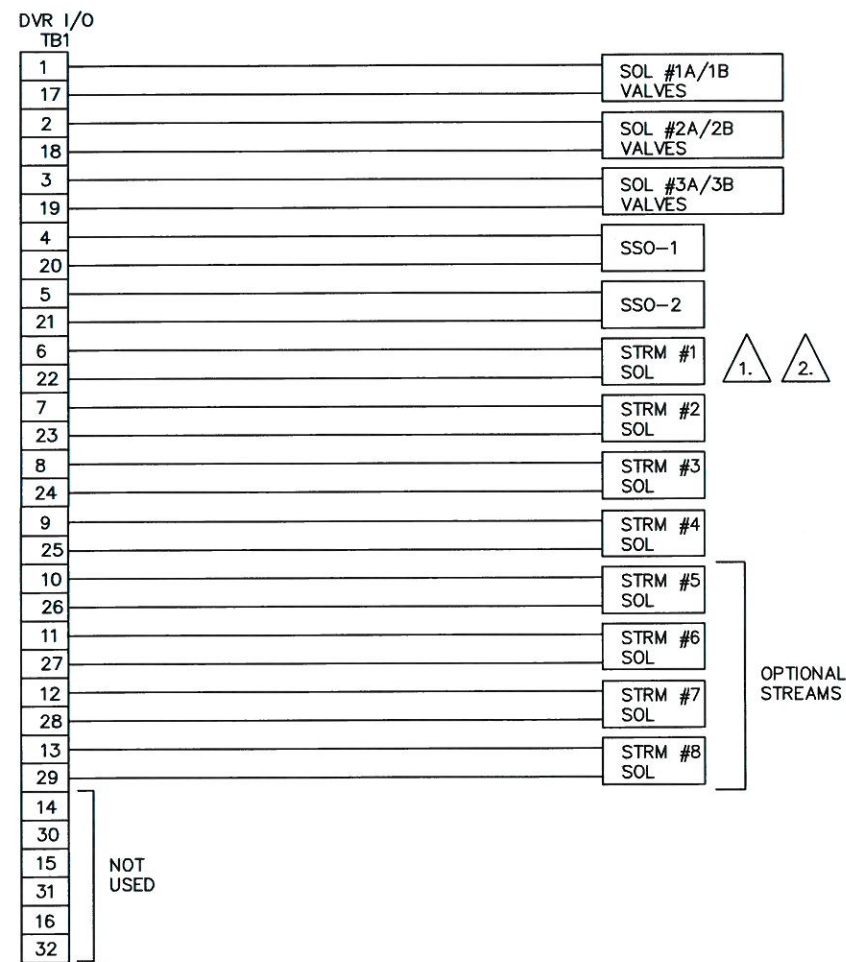 DVR I/O
TB1
1
SOL #1A/1B
VALVES
17
2
SOL #2A/2B
VALVES
18
3
SOL #3A/3B
VALVES
19
4
SSO-1
20
5
SSO-2
21
6
STRM #1
SOL
1.
2.
22
7
STRM #2
SOL
23
8
STRM #3
SOL
24
9
STRM #4
SOL
25
10
STRM #5
SOL
26
11
STRM #6
SOL
27
OPTIONAL
STREAMS
12
STRM #7
SOL
28
13
STRM #8
SOL
29
14
30
15
NOT
USED
31
16
32